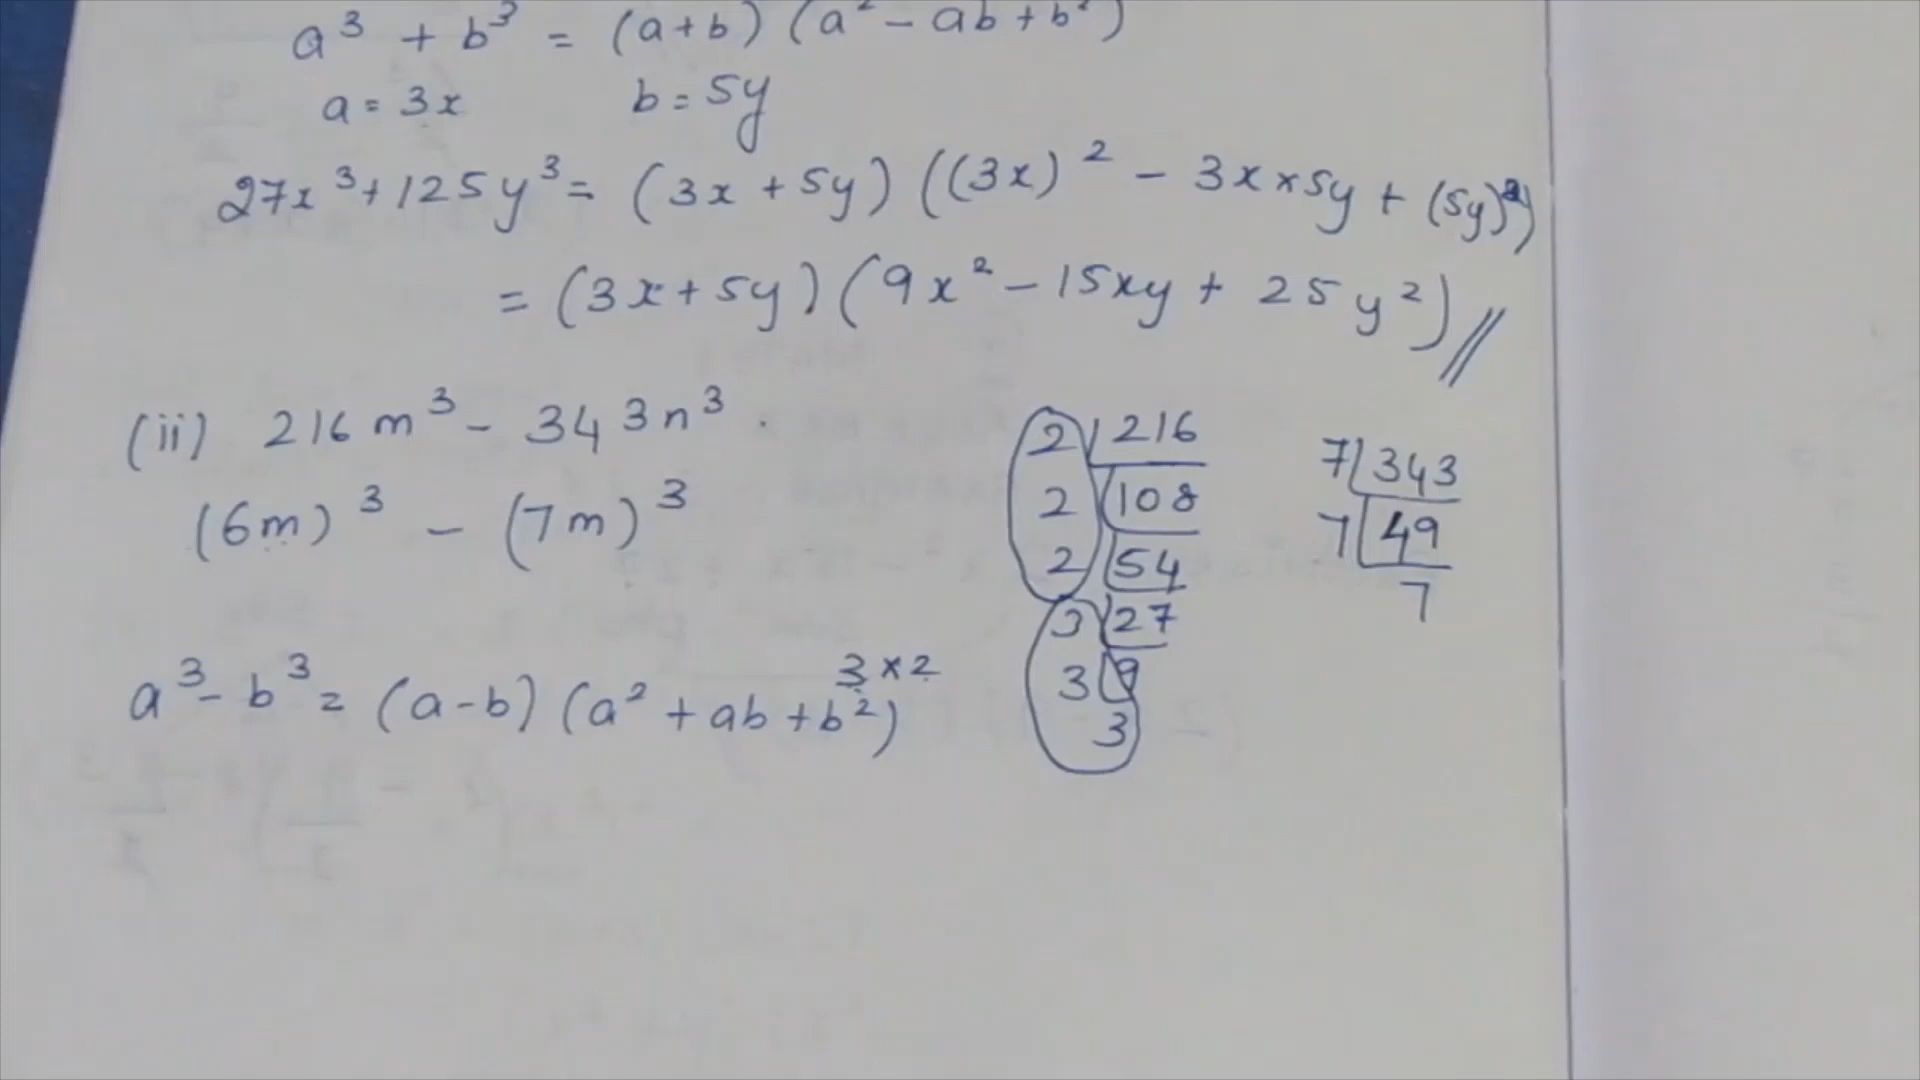 a³ + b³ = (a+b) (a² - ab + b²)
a = 3x b = 5y
27x³ + 125y³ = (3x + 5y) ((3x)² - 3x × 5y + (5y)²)
= (3x + 5y) (9x² - 15xy + 25y²) //
(ii) 216 m³ - 343n³ .
(6m)³ - (7m)³
a³ - b³ = (a-b) (a² + ab + b²)
3 × 2
2 216
2 108
2 54
3 27
3 9
3
7 343
7 49
7